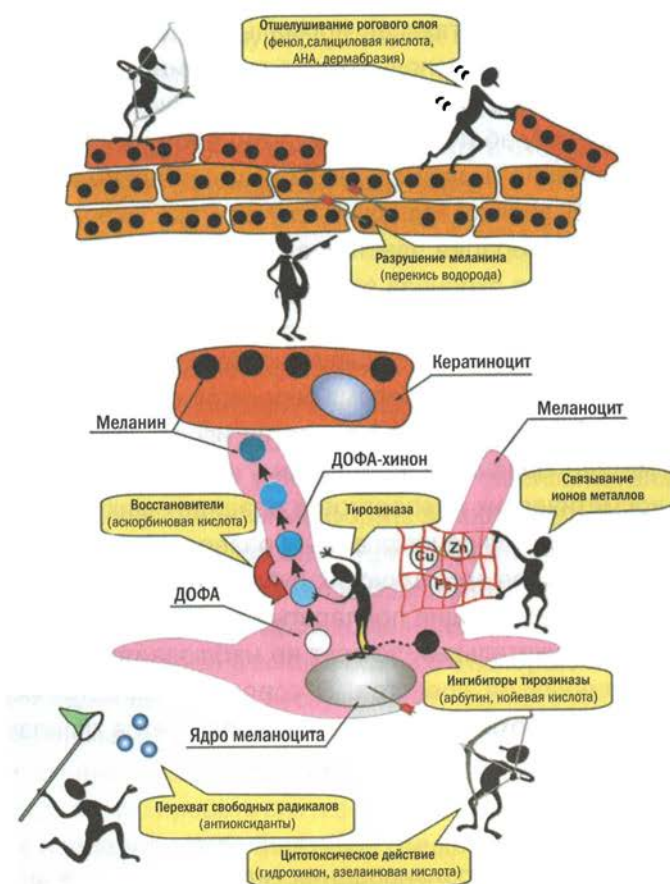 Отшелушивание рогового слоя
(фенол,салициловая кислота,
АНА, дермабразия)
Разрушение меланина
(перекись водорода)
Кератиноцит
Меланин
Меланоцит
ДОФА-хинон
Восстановители
(аскорбиновая кислота)
Тирозиназа
Связывание
ионов металлов
Cu
Zn
ДОФА
Ингибиторы тирозиназы
(арбутин, койевая кислота)
Ядро меланоцита
Перехват свободных радикалов
(антиоксиданты)
Цитотоксическое действие
(гидрохинон, азелаиновая кислота)